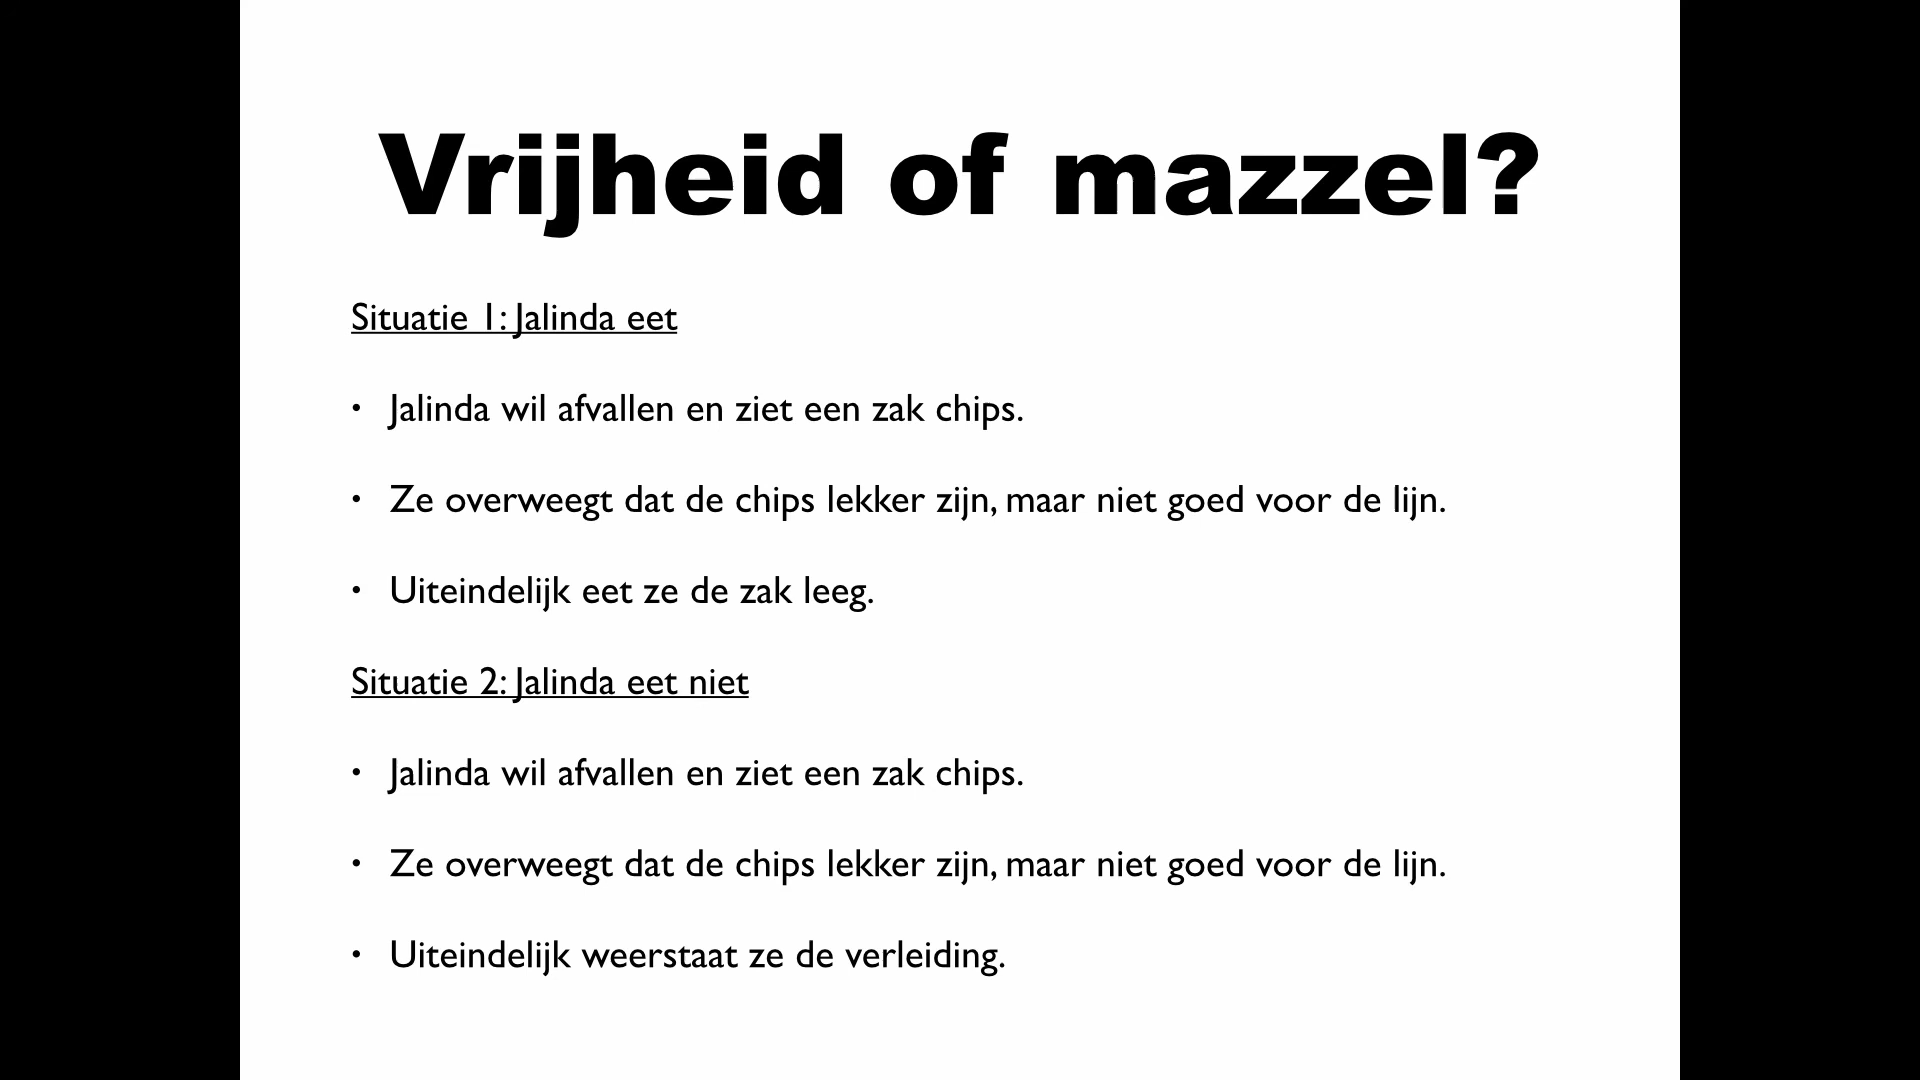 Vrijheid of mazzel?
Situatie 1: Jalinda eet
• Jalinda wil afvallen en ziet een zak chips.
• Ze overweegt dat de chips lekker zijn, maar niet goed voor de lijn.
• Uiteindelijk eet ze de zak leeg.
Situatie 2: Jalinda eet niet
• Jalinda wil afvallen en ziet een zak chips.
• Ze overweegt dat de chips lekker zijn, maar niet goed voor de lijn.
• Uiteindelijk weerstaat ze de verleiding.